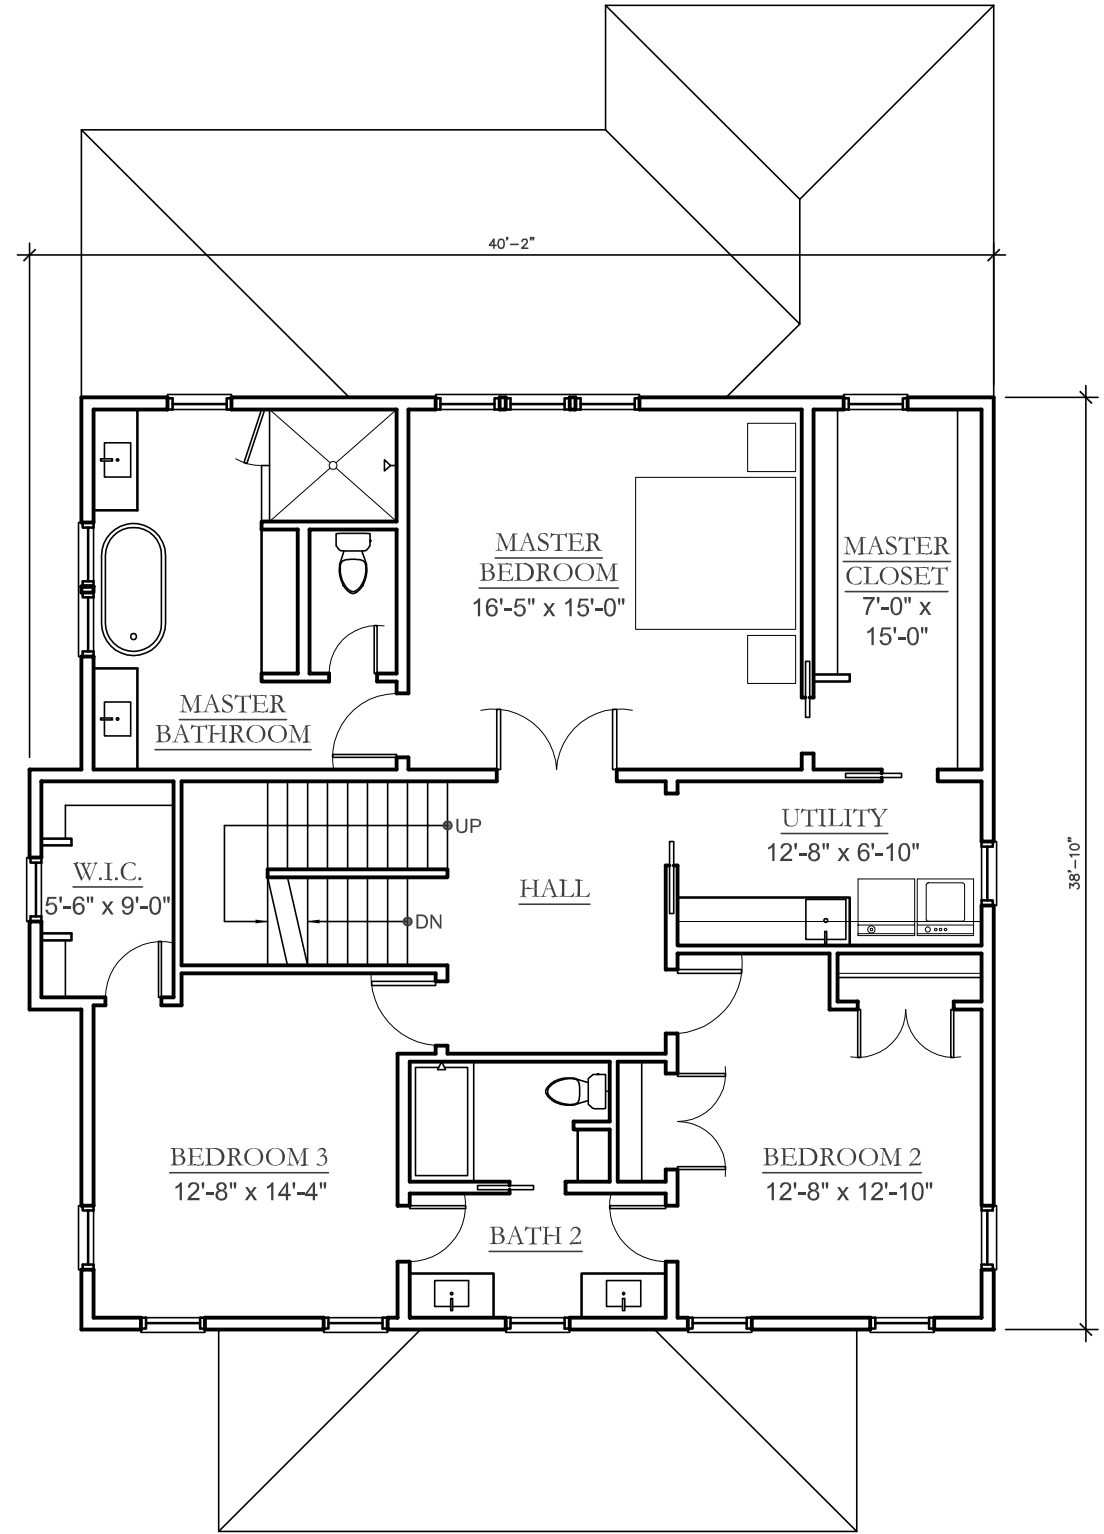 40'-2"
MASTER
BEDROOM
16'-5" x 15'-0"
MASTER
CLOSET
7'-0" x
15'-0"
MASTER
BATHROOM
UP
UTILITY
12'-8" x 6'-10"
38'-10"
W.I.C.
5'-6" x 9'-0"
HALL
DN
BEDROOM 3
12'-8" x 14'-4"
BEDROOM 2
12'-8" x 12'-10"
BATH 2